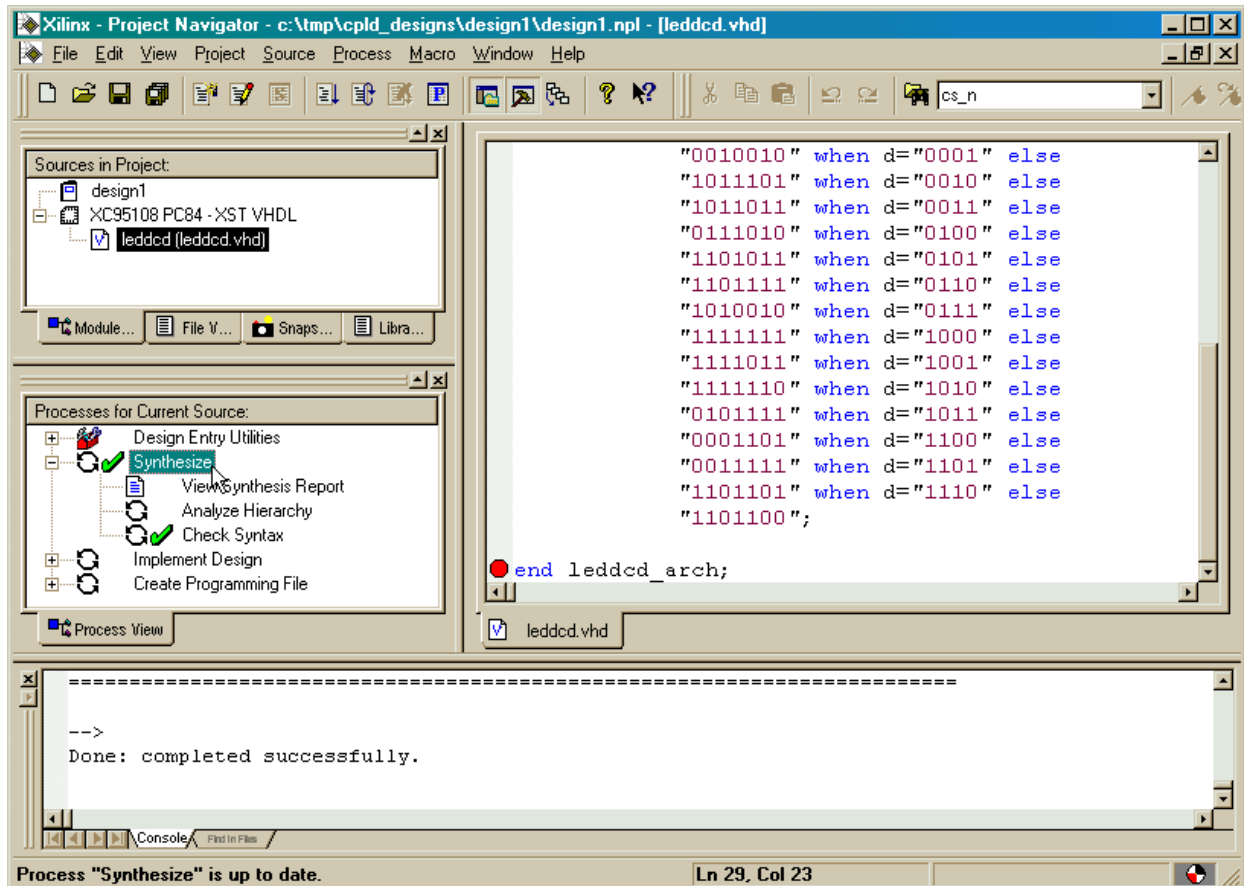 Xilinx - Project Navigator - c:\tmp\cpld_designs\design1\design1.npl - [leddcd.vhd]
File Edit View Project Source Process Macro Window Help
cs_n
Sources in Project:
design1
XC95108 PC84 - XST VHDL
leddcd (leddcd.vhd)
Module... File V... Snaps... Libra...
Processes for Current Source:
Design Entry Utilities
Synthesize
View Synthesis Report
Analyze Hierarchy
Check Syntax
Implement Design
Create Programming File
Process View
"0010010" when d="0001" else
"1011101" when d="0010" else
"1011011" when d="0011" else
"0111010" when d="0100" else
"1101011" when d="0101" else
"1101111" when d="0110" else
"1010010" when d="0111" else
"1111111" when d="1000" else
"1111011" when d="1001" else
"1111110" when d="1010" else
"0101111" when d="1011" else
"0001101" when d="1100" else
"0011111" when d="1101" else
"1101101" when d="1110" else
"1101100";
end leddcd_arch;
leddcd.vhd
=========================================================================
-->
Done: completed successfully.
Console Find in Files
Process "Synthesize" is up to date. Ln 29, Col 23